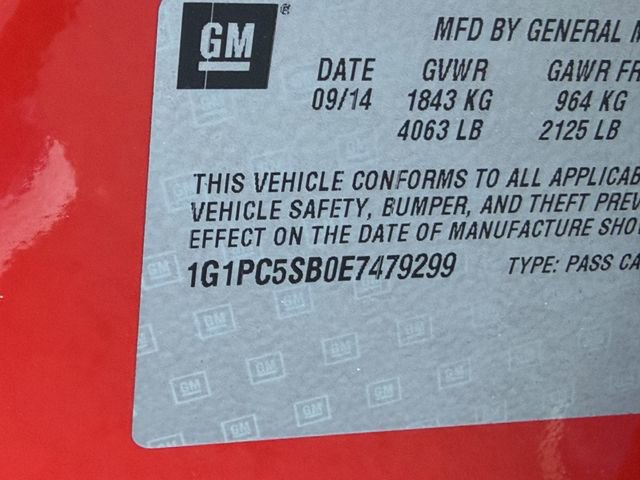 GM ®
MFD BY GENERAL
DATE GVWR GAWR FR
09/14 1843 KG 964 KG
4063 LB 2125 LB
THIS VEHICLE CONFORMS TO ALL
VEHICLE SAFETY, BUMPER, AND THEFT
EFFECT ON THE DATE OF MANUFACTURE
1G1PC5SB0E7479299 TYPE: PASS